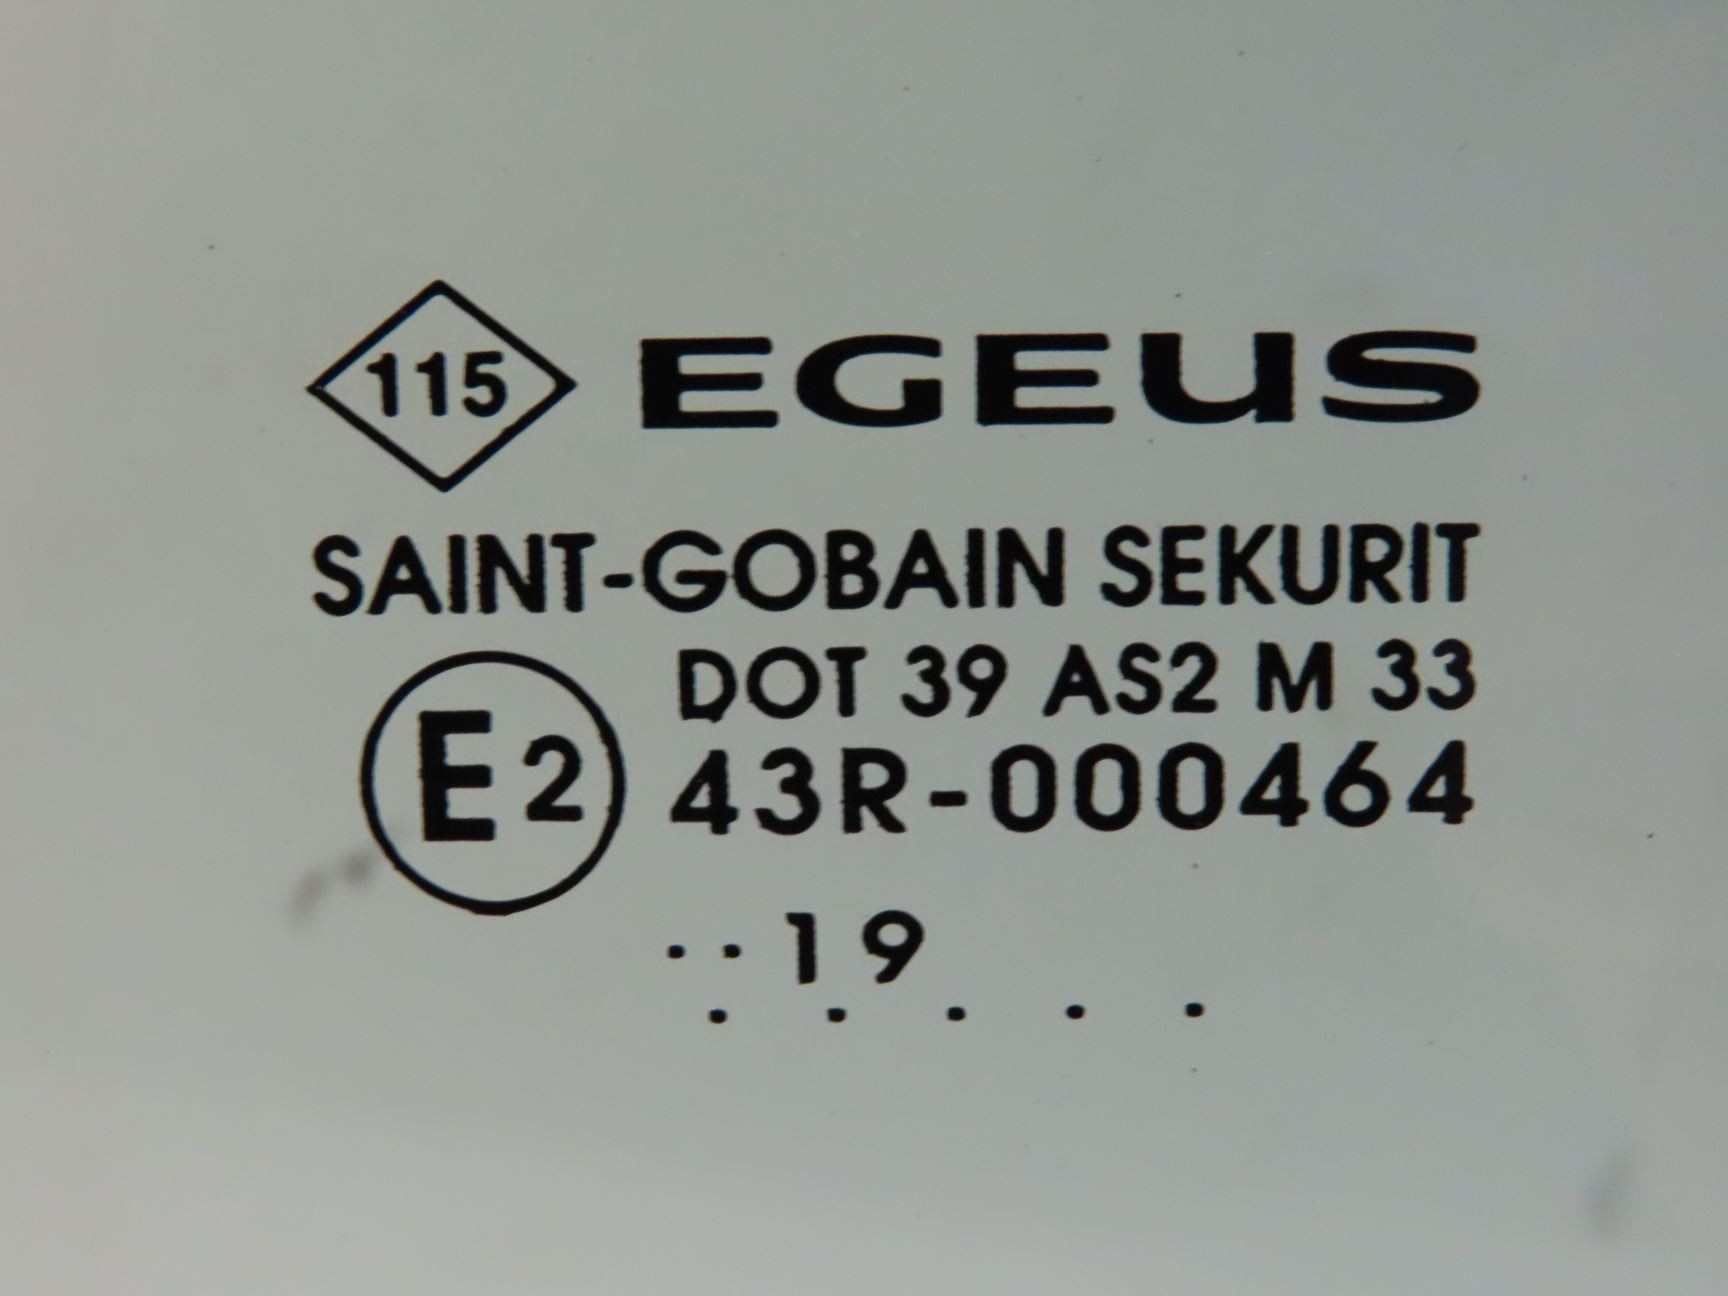 115 EGEUS
SAINT-GOBAIN SEKURIT
DOT 39 AS2 M 33
E2 43R-000464
..19
. . . . .